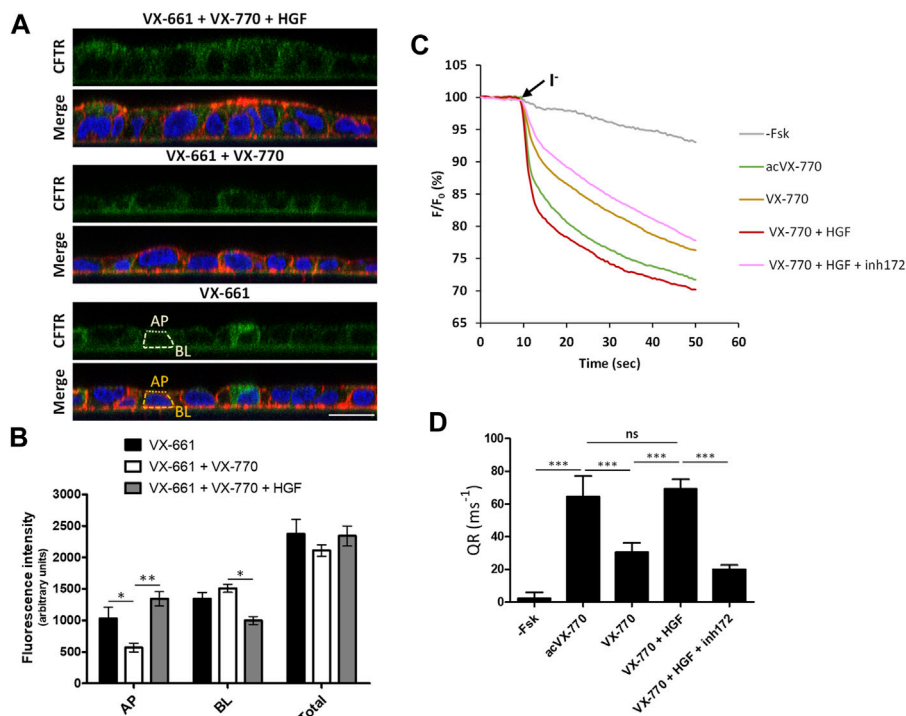 A
VX-661 + VX-770 + HGF
CFTR
Merge
VX-661 + VX-770
CFTR
Merge
VX-661
CFTR
AP
BL
Merge
AP
BL
B
VX-661
VX-661 + VX-770
VX-661 + VX-770 + HGF
Fluorescence intensity
(arbitrary units)
3000
2500
2000
1500
1000
500
0
*
**
*
AP
BL
Total
C
I-
F/F0 (%)
100
95
90
85
80
75
70
65
0
10
20
30
40
50
60
Time (sec)
-Fsk
acVX-770
VX-770
VX-770 + HGF
VX-770 + HGF + inh172
D
QR (ms-1)
100
80
60
40
20
0
ns
***
***
***
***
-Fsk
acVX-770
VX-770
VX-770 + HGF
VX-770 + HGF + inh172